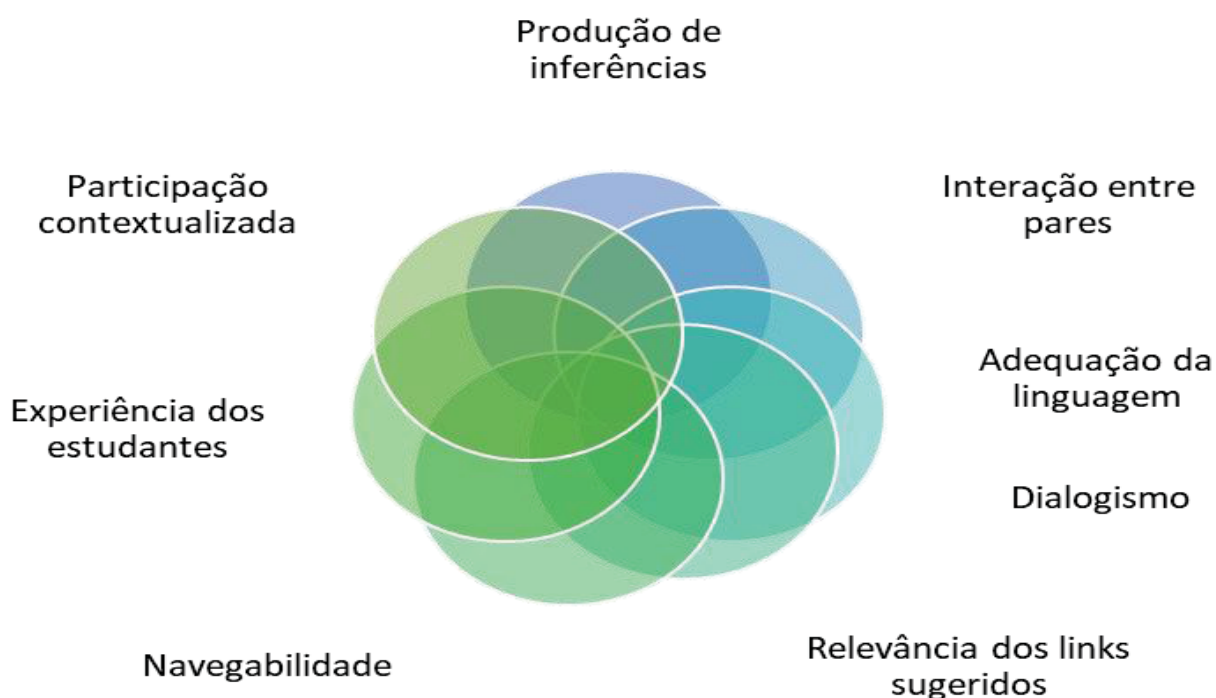 Produção de
inferências
Participação
contextualizada
Interação entre
pares
Adequação da
linguagem
Experiência dos
estudantes
Dialogismo
Navegabilidade
Relevância dos links
sugeridos